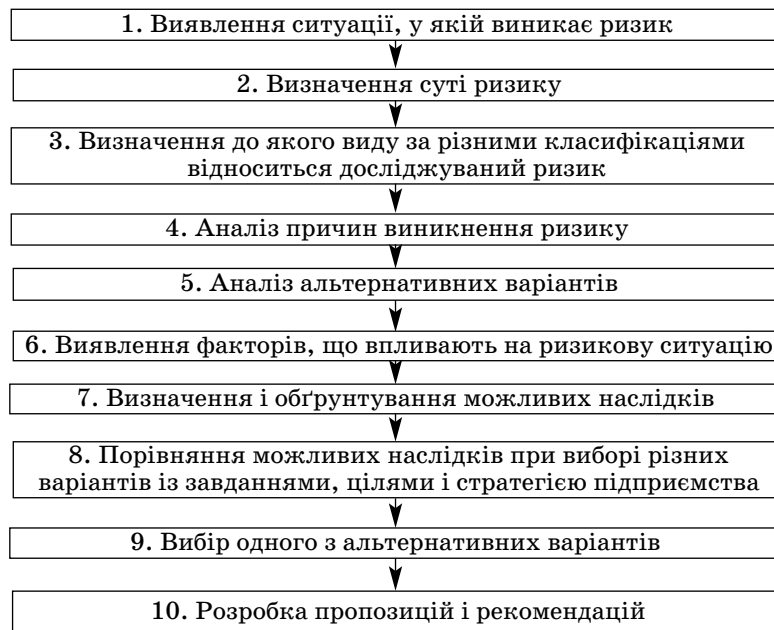 1. Виявлення ситуації, у якій виникає ризик
2. Визначення суті ризику
3. Визначення до якого виду за різними класифікаціями
відноситься досліджуваний ризик
4. Аналіз причин виникнення ризику
5. Аналіз альтернативних варіантів
6. Виявлення факторів, що впливають на ризикову ситуацію
7. Визначення і обґрунтування можливих наслідків
8. Порівняння можливих наслідків при виборі різних
варіантів із завданнями, цілями і стратегією підприємства
9. Вибір одного з альтернативних варіантів
10. Розробка пропозицій і рекомендацій